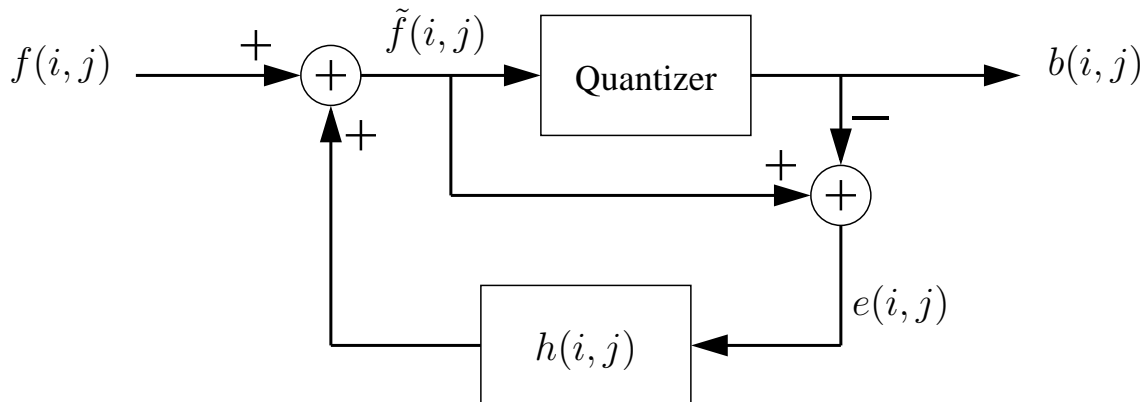 f(i, j)
+
+
f̃(i, j)
Quantizer
b(i, j)
−
+
+
+
h(i, j)
e(i, j)